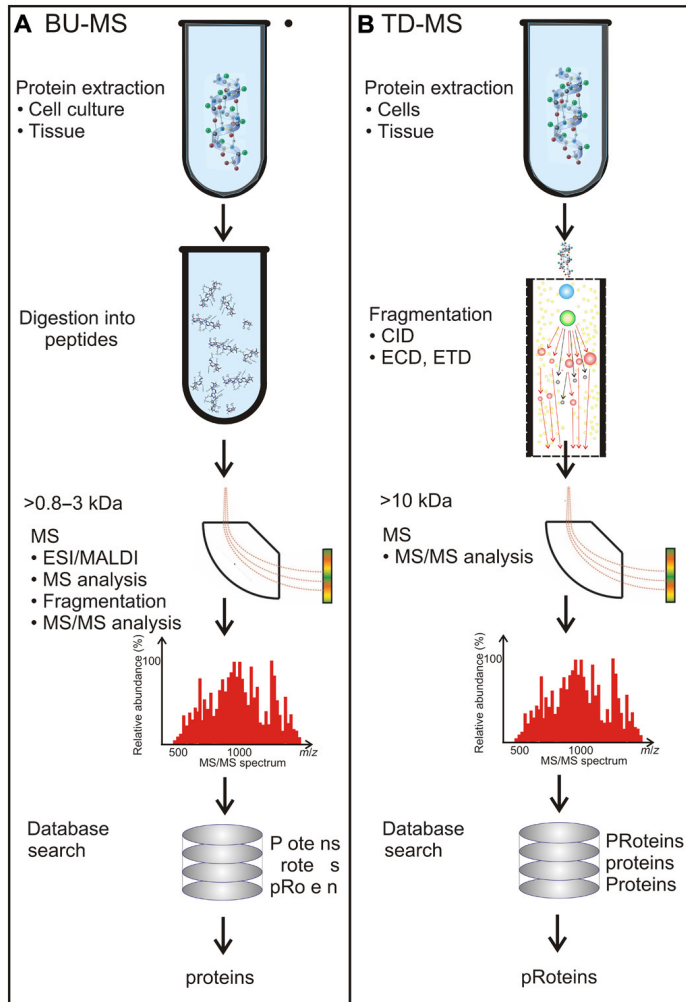 A BU-MS
Protein extraction
• Cell culture
• Tissue
Digestion into
peptides
>0.8–3 kDa
MS
• ESI/MALDI
• MS analysis
• Fragmentation
• MS/MS analysis
Relative abundance (%)
100
500
1000
m/z
MS/MS spectrum
Database
search
P ote ns
rote s
pRo e n
proteins
B TD-MS
Protein extraction
• Cells
• Tissue
Fragmentation
• CID
• ECD, ETD
>10 kDa
MS
• MS/MS analysis
Relative abundance (%)
100
500
1000
m/z
MS/MS spectrum
Database
search
PRoteins
proteins
Proteins
pRoteins